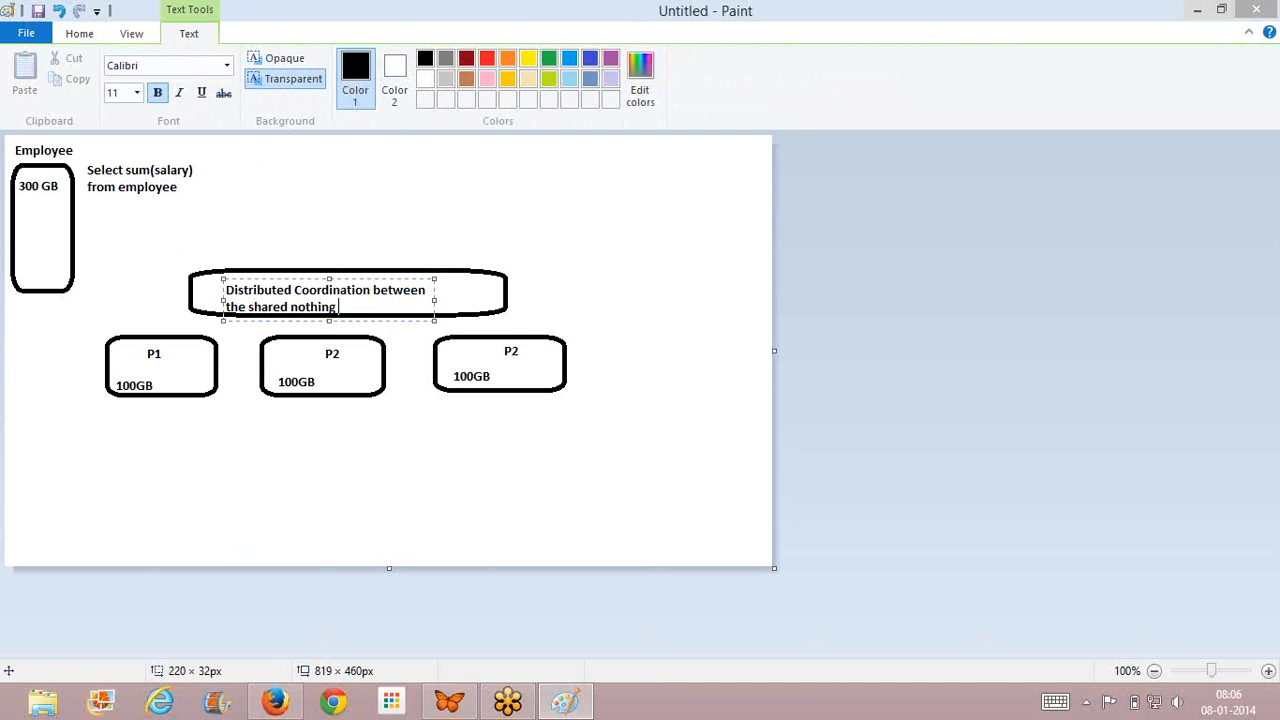 Text Tools
Untitled - Paint
File
Home
View
Text
Paste
Cut
Copy
Calibri
11
B
I
U
abc
Opaque
Transparent
Color
1
Color
2
Edit
colors
Clipboard
Font
Background
Colors
Employee
300 GB
Select sum(salary)
from employee
Distributed Coordination between
the shared nothing
P1
100GB
P2
100GB
P2
100GB
220 × 32px
819 × 460px
100%
08:06
08-01-2014